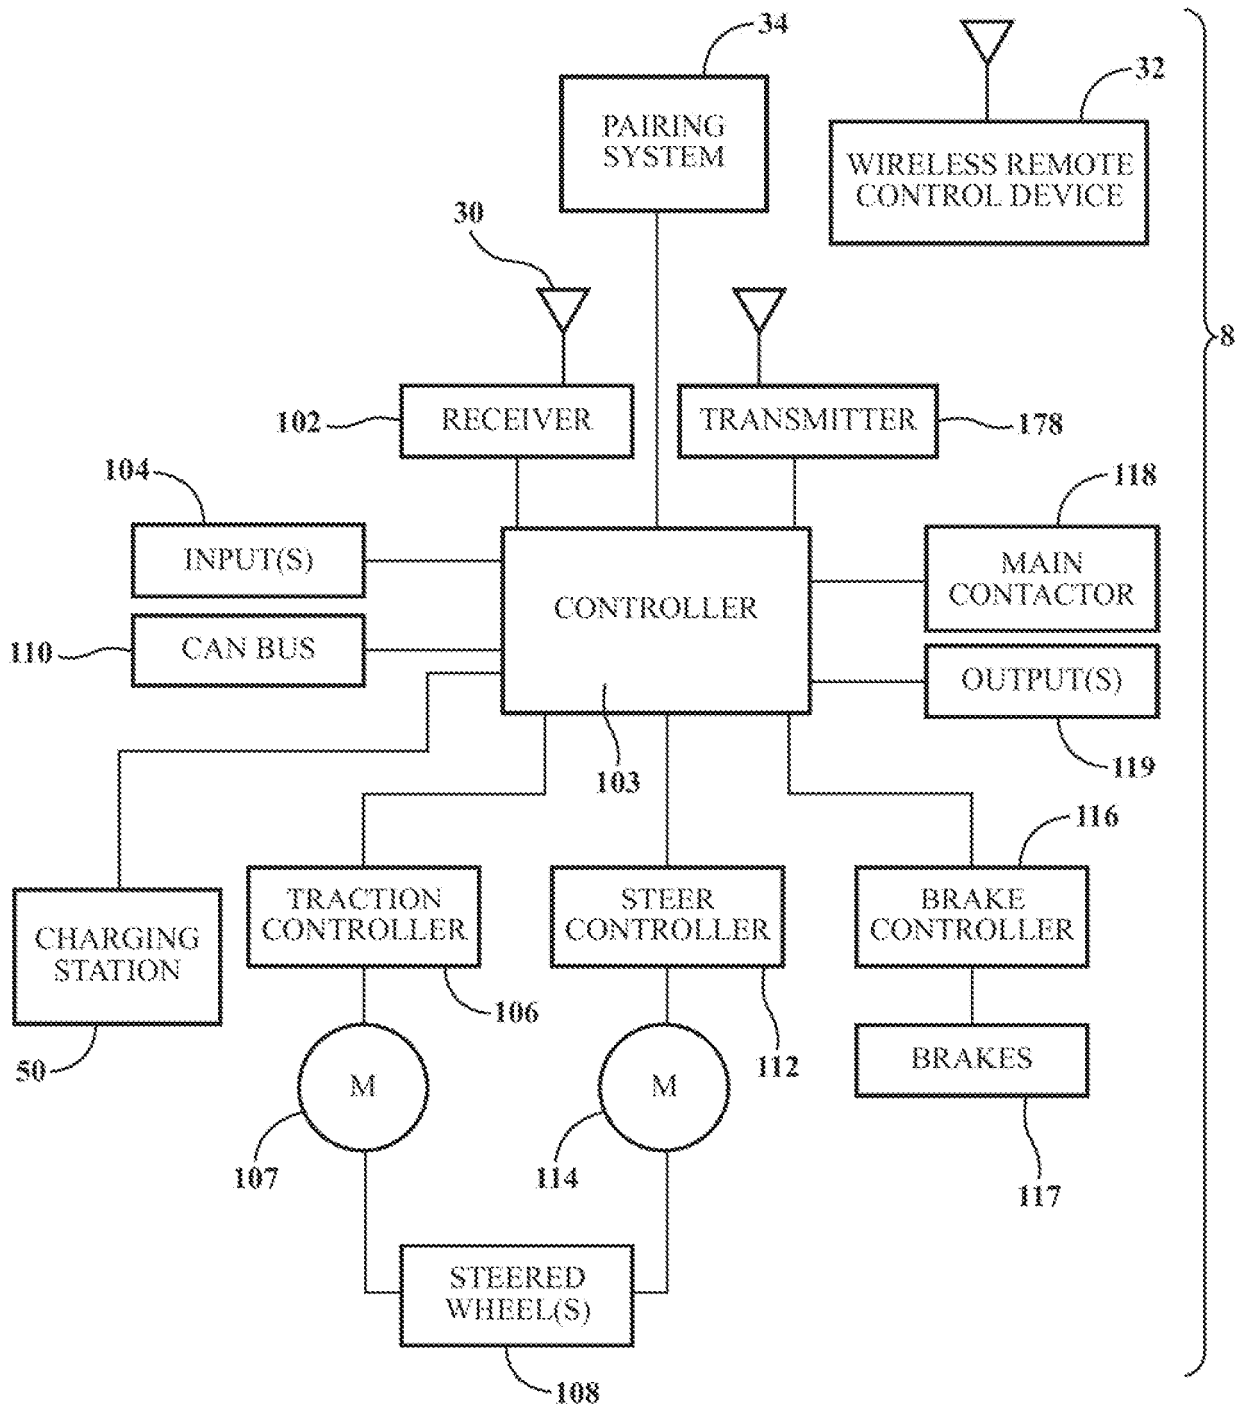 34
PAIRING
SYSTEM
32
WIRELESS REMOTE
CONTROL DEVICE
30
8
RECEIVER
102
TRANSMITTER
178
104
INPUT(S)
118
MAIN
CONTACTOR
CONTROLLER
103
110
CAN BUS
OUTPUT(S)
119
116
CHARGING
STATION
50
TRACTION
CONTROLLER
106
STEER
CONTROLLER
112
BRAKE
CONTROLLER
M
107
M
114
BRAKES
117
STEERED
WHEEL(S)
108